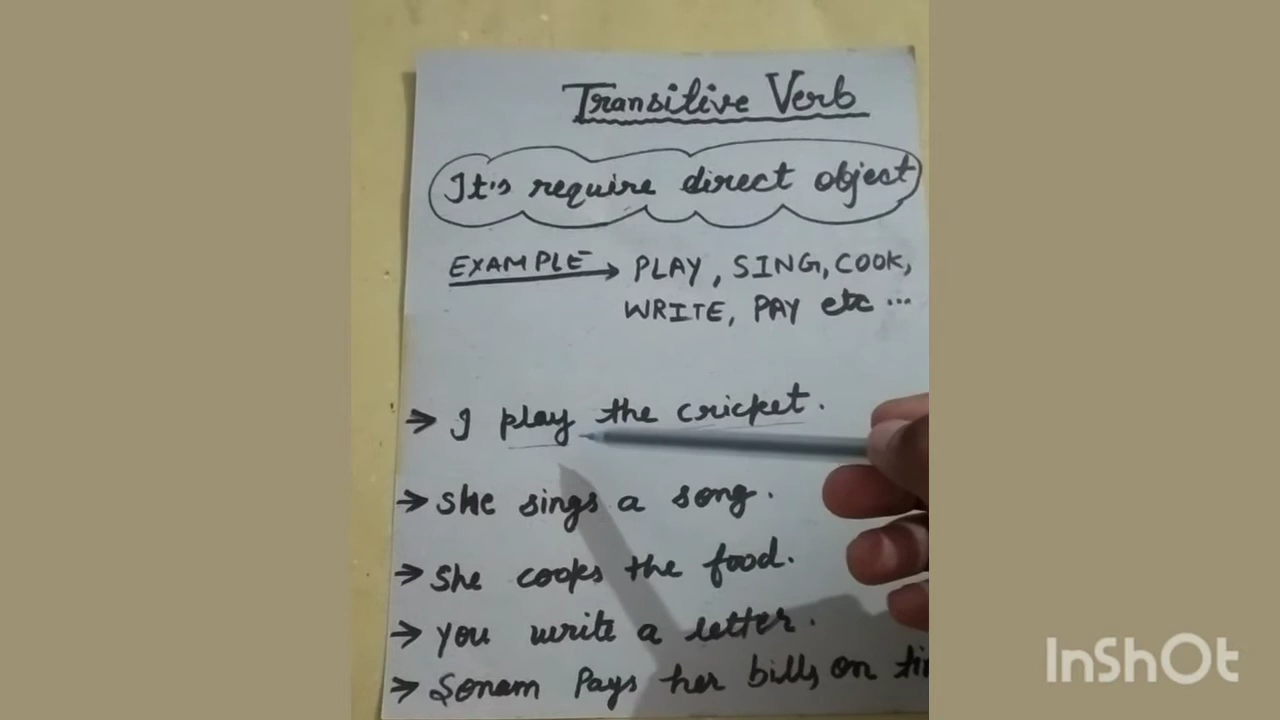 Transitive Verb
It's require direct object
EXAMPLE → PLAY, SING, COOK,
WRITE, PAY etc ...
→ I play the cricket.
→ She sings a song.
→ She cooks the food.
→ You write a letter.
→ Sonam Pays her bills on
InShOt